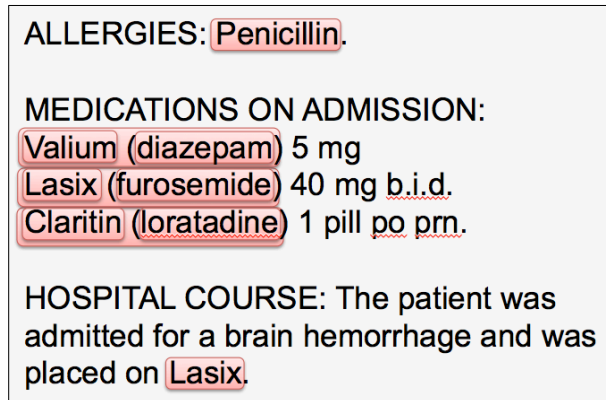 ALLERGIES: Penicillin.
MEDICATIONS ON ADMISSION:
Valium (diazepam) 5 mg
Lasix (furosemide) 40 mg b.i.d.
Claritin (loratadine) 1 pill po prn.
HOSPITAL COURSE: The patient was
admitted for a brain hemorrhage and was
placed on Lasix.